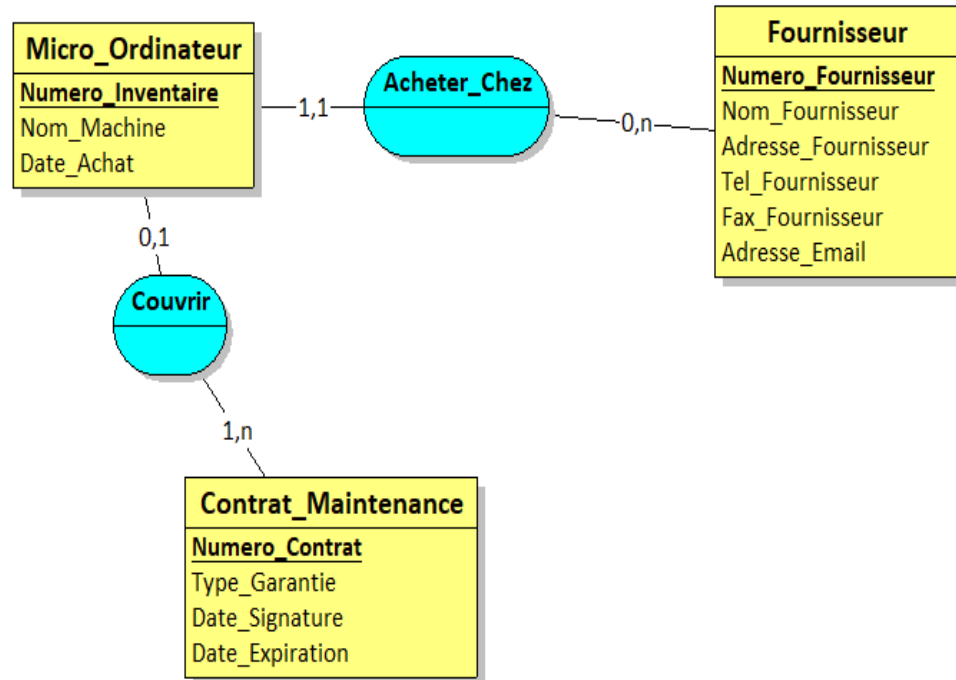 Micro_Ordinateur
Numero_Inventaire
Nom_Machine
Date_Achat
1,1
Acheter_Chez
0,n
Fournisseur
Numero_Fournisseur
Nom_Fournisseur
Adresse_Fournisseur
Tel_Fournisseur
Fax_Fournisseur
Adresse_Email
0,1
Couvrir
1,n
Contrat_Maintenance
Numero_Contrat
Type_Garantie
Date_Signature
Date_Expiration